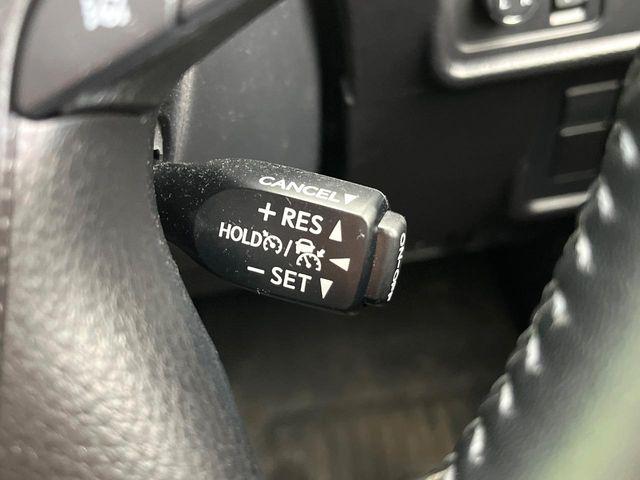 CANCEL ▼
+ RES ▲
HOLD / ◄
− SET ▼
ON-OFF